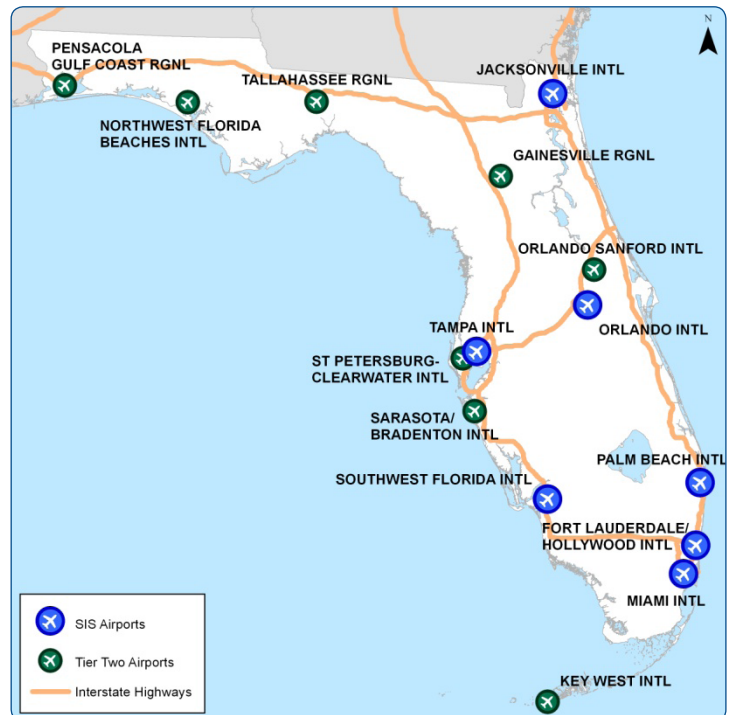 N
PENSACOLA
GULF COAST RGNL
TALLAHASSEE RGNL
JACKSONVILLE INTL
NORTHWEST FLORIDA
BEACHES INTL
GAINESVILLE RGNL
ORLANDO SANFORD INTL
TAMPA INTL
ORLANDO INTL
ST PETERSBURG-
CLEARWATER INTL
SARASOTA/
BRADENTON INTL
PALM BEACH INTL
SOUTHWEST FLORIDA INTL
FORT LAUDERDALE/
HOLLYWOOD INTL
MIAMI INTL
KEY WEST INTL
SIS Airports
Tier Two Airports
Interstate Highways